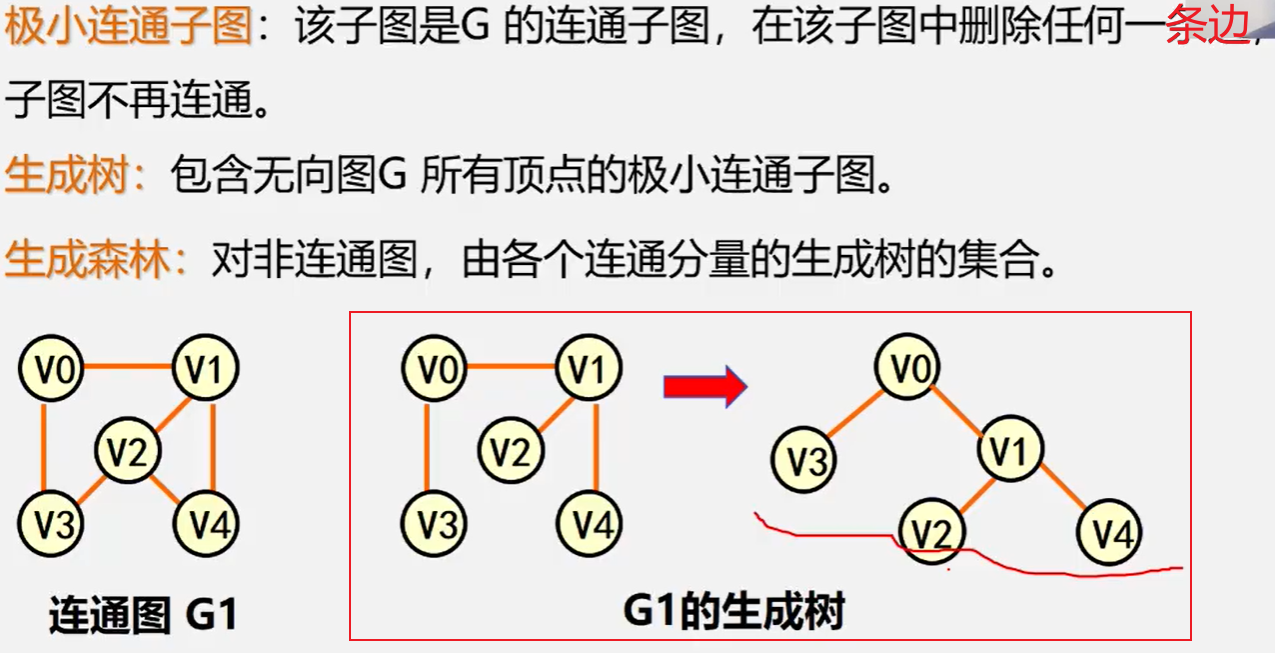 极小连通子图：该子图是G 的连通子图，在该子图中删除任何一条边，
子图不再连通。
生成树：包含无向图G 所有顶点的极小连通子图。
生成森林：对非连通图，由各个连通分量的生成树的集合。
V0 V1 V0 V1 V0
V2 V2 V3 V1
V3 V4 V3 V4 V2 V4
连通图 G1 G1的生成树